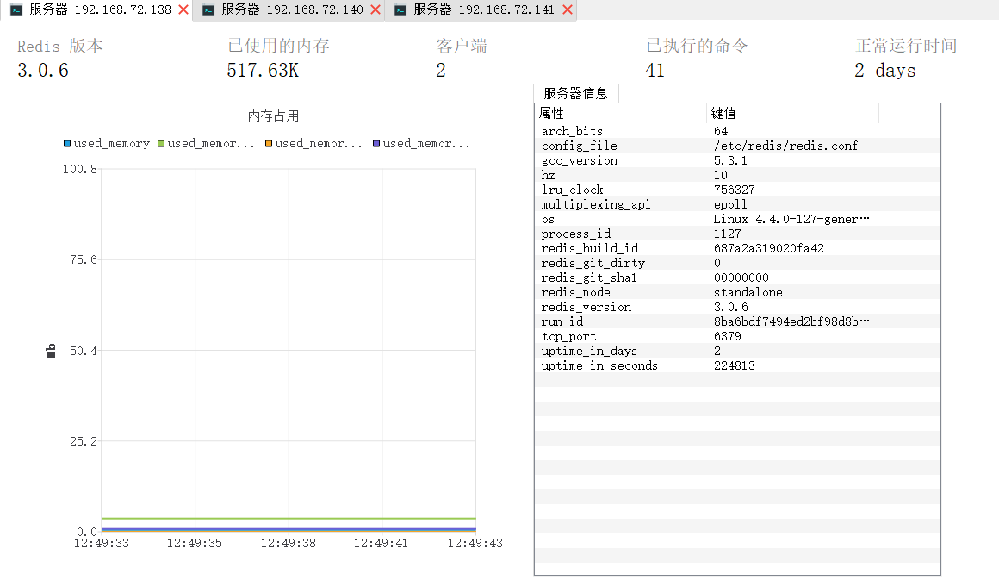 服务器 192.168.72.138 服务器 192.168.72.140 服务器 192.168.72.141
Redis 版本 已使用的内存 客户端 已执行的命令 正常运行时间
3.0.6 517.63K 2 41 2 days
内存占用
used_memory used_memor... used_memor... used_memor...
100.8
75.6
50.4
25.2
0.0
Mb
12:49:33 12:49:35 12:49:38 12:49:41 12:49:43
服务器信息
属性 键值
arch_bits 64
config_file /etc/redis/redis.conf
gcc_version 5.3.1
hz 10
lru_clock 756327
multiplexing_api epoll
os Linux 4.4.0-127-gener…
process_id 1127
redis_build_id 687a2a319020fa42
redis_git_dirty 0
redis_git_sha1 00000000
redis_mode standalone
redis_version 3.0.6
run_id 8ba6bdf7494ed2bf98d8b…
tcp_port 6379
uptime_in_days 2
uptime_in_seconds 224813